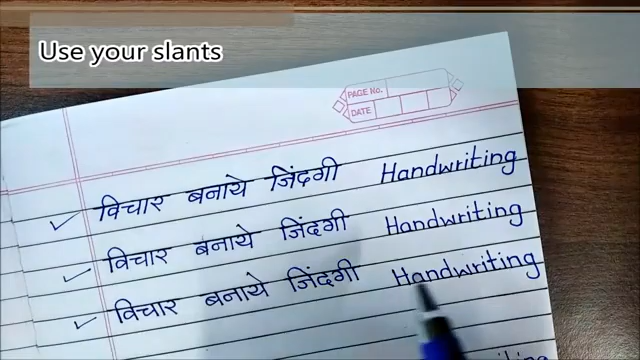 Use your slants
PAGE No.
DATE
विचार बनाये जिंदगी Handwriting
विचार बनाये जिंदगी Handwriting
विचार बनाये जिंदगी Handwriting